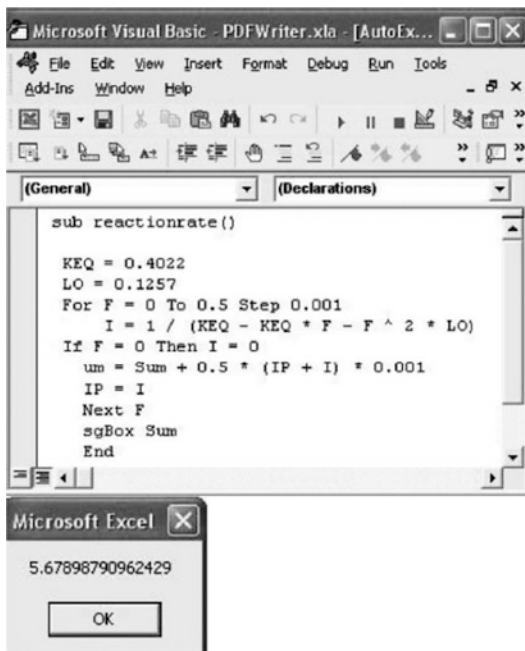 Microsoft Visual Basic - PDFWriter.xla - [AutoEx...
File Edit View Insert Format Debug Run Tools
Add-Ins Window Help
(General) (Declarations)
sub reactionrate()
KEQ = 0.4022
LO = 0.1257
For F = 0 To 0.5 Step 0.001
I = 1 / (KEQ - KEQ * F - F ^ 2 * LO)
If F = 0 Then I = 0
um = Sum + 0.5 * (IP + I) * 0.001
IP = I
Next F
sgBox Sum
End
Microsoft Excel
5.67898790962429
OK